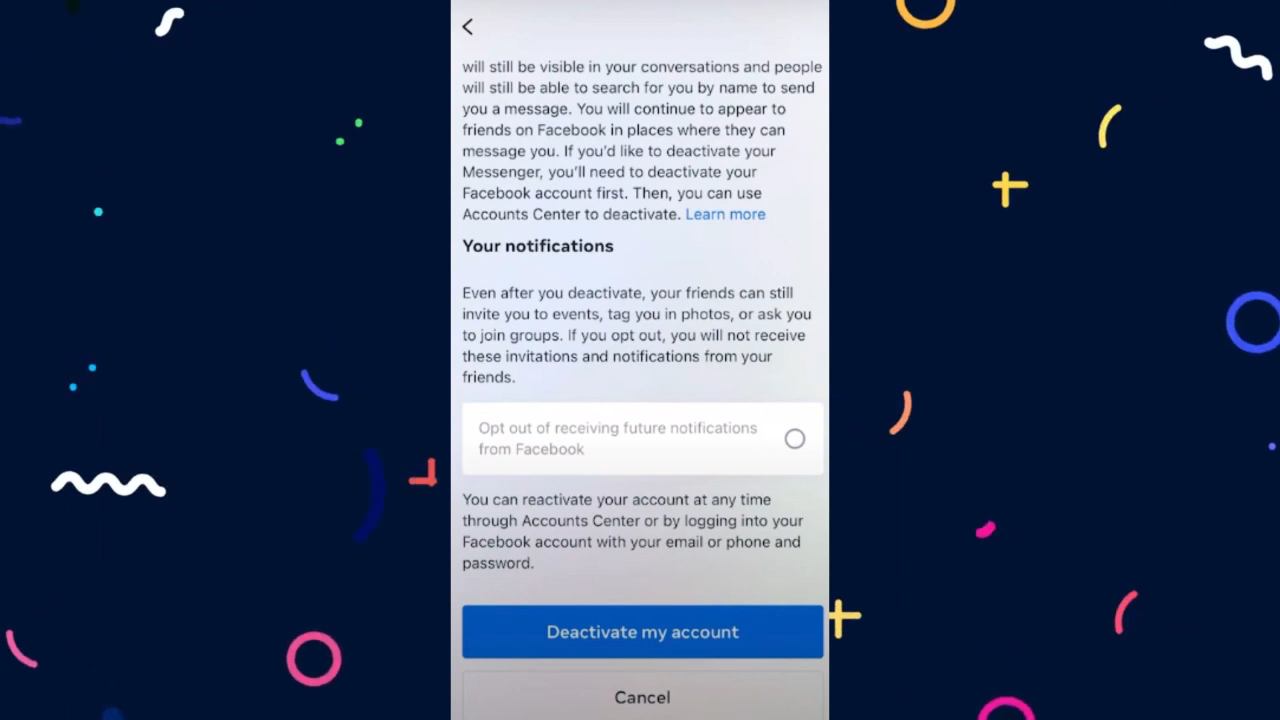 will still be visible in your conversations and people
will still be able to search for you by name to send
you a message. You will continue to appear to
friends on Facebook in places where they can
message you. If you'd like to deactivate your
Messenger, you'll need to deactivate your
Facebook account first. Then, you can use
Accounts Center to deactivate. Learn more
Your notifications
Even after you deactivate, your friends can still
invite you to events, tag you in photos, or ask you
to join groups. If you opt out, you will not receive
these invitations and notifications from your
friends.
Opt out of receiving future notifications
from Facebook
You can reactivate your account at any time
through Accounts Center or by logging into your
Facebook account with your email or phone and
password.
Deactivate my account
Cancel